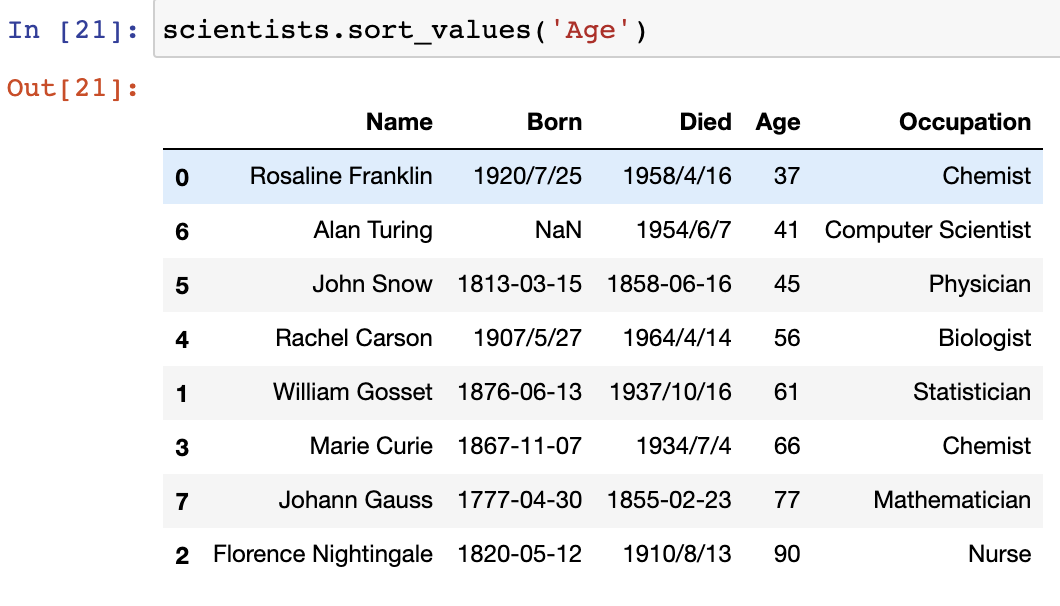 In [21]: scientists.sort_values('Age')
Out[21]:
Name Born Died Age Occupation
0 Rosaline Franklin 1920/7/25 1958/4/16 37 Chemist
6 Alan Turing NaN 1954/6/7 41 Computer Scientist
5 John Snow 1813-03-15 1858-06-16 45 Physician
4 Rachel Carson 1907/5/27 1964/4/14 56 Biologist
1 William Gosset 1876-06-13 1937/10/16 61 Statistician
3 Marie Curie 1867-11-07 1934/7/4 66 Chemist
7 Johann Gauss 1777-04-30 1855-02-23 77 Mathematician
2 Florence Nightingale 1820-05-12 1910/8/13 90 Nurse